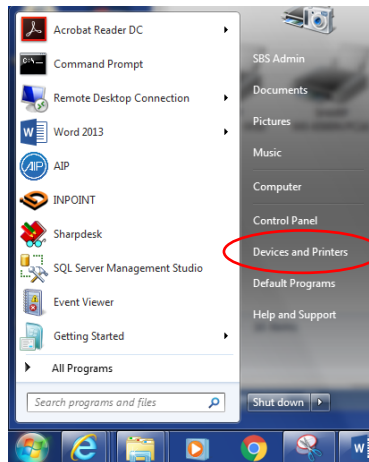 Acrobat Reader DC
Command Prompt
Remote Desktop Connection
Word 2013
AIP
AIP
INPOINT
Sharpdesk
SQL Server Management Studio
Event Viewer
Getting Started
All Programs
Search programs and files
SBS Admin
Documents
Pictures
Music
Computer
Control Panel
Devices and Printers
Default Programs
Help and Support
Shut down